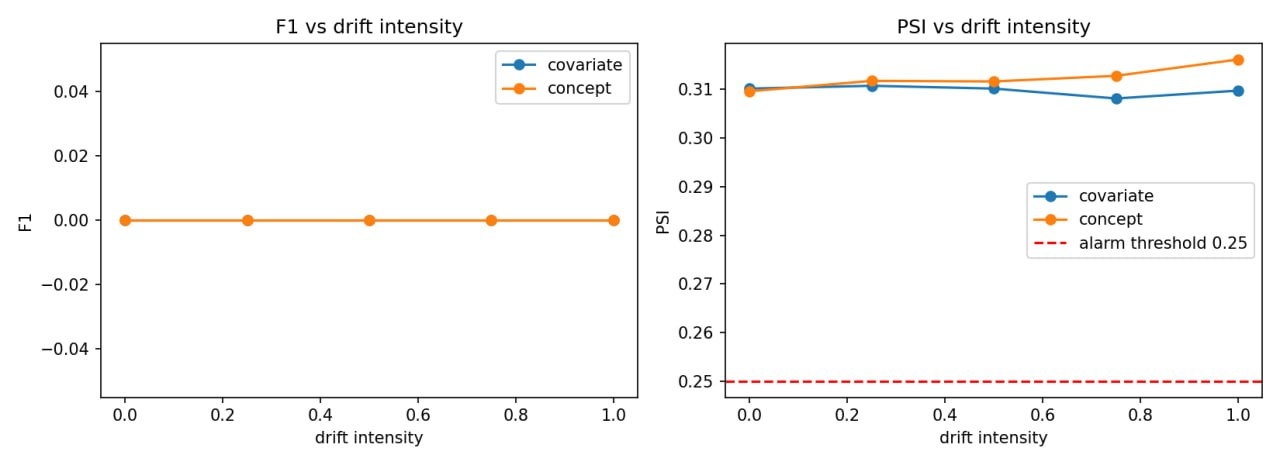 F1 vs drift intensity
covariate
concept
0.04
0.02
0.00
−0.02
−0.04
F1
0.0 0.2 0.4 0.6 0.8 1.0
drift intensity
PSI vs drift intensity
0.31
0.30
0.29
0.28
0.27
0.26
0.25
PSI
covariate
concept
alarm threshold 0.25
0.0 0.2 0.4 0.6 0.8 1.0
drift intensity